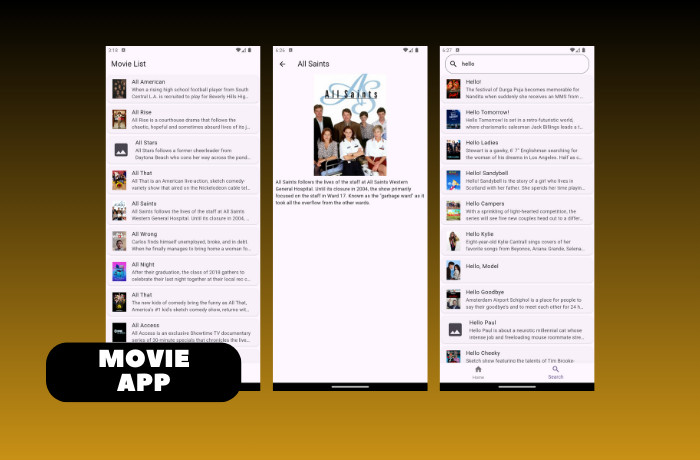 3:13
Movie List
All American
When a rising high school football player from South
Central L.A. is recruited to play for Beverly Hills Hig...
All Rise
All Rise is a courthouse drama that follows the
chaotic, hopeful and sometimes absurd lives of its j...
All Stars
All Stars follows a former cheerleader from
Daytona Beach who cons her way across the pond...
All That
All That is an American live-action, sketch comedy-
variety show that aired on the Nickelodeon cable tel...
All Saints
All Saints follows the lives of the staff at All Saints
Western General Hospital. Until its closure in 2004, ...
All Wrong
Carlos finds himself unemployed, broke, and in debt.
When he finally manages to bring home a woman fo...
All Night
After their graduation, the class of 2018 gathers to
celebrate their last night together at their local rec c...
All That
The new kids of comedy bring the funny as All That,
America's #1 kids sketch comedy show, returns wit...
All Access
All Access is an exclusive Showtime TV documentary
series of 30-minute specials that chronicles the live...
MOVIE
APP
6:26
All Saints
All Saints
All Saints follows the lives of the staff at All Saints Western
General Hospital. Until its closure in 2004, the show primarily
focused on the staff in Ward 17. Known as the "garbage ward" as it
took all the overflow from the other wards.
6:27
hello
Hello!
The festival of Durga Puja becomes memorable for
Nandita when suddenly she receives an MMS from ...
Hello Tomorrow!
Hello Tomorrow! is set in a retro-futuristic world,
where charismatic salesman Jack Billings leads a t...
Hello Ladies
Stewart is a gawky, 6' 7" Englishman searching for
the woman of his dreams in Los Angeles. Half as c...
Hello! Sandybell
Hello! Sandybell is the story of a girl who lives in
Scotland with her father. She spends her time playin...
Hello Campers
With a sprinkling of light-hearted competition, the
series will see five new couples head out to a differ...
Hello Kylie
Eight-year-old Kylie Cantrall sings covers of her
favorite songs from Beyonce, Ariana Grande, Selena...
Hello, Model
Hello Goodbye
Amsterdam Airport Schiphol is a place for people to
say their goodbye's and to meet each other for 24 h...
Hello Paul
Hello Paul is about a neurotic millennial cat whose
intense job and freeloading mouse roommate stre...
Hello Cheeky
Sketch show featuring the talents of Tim Brooke-
Home
Search